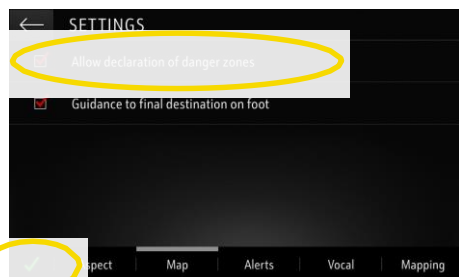 SETTINGS
Allow declaration of danger zones
Guidance to final destination on foot
spect Map Alerts Vocal Mapping